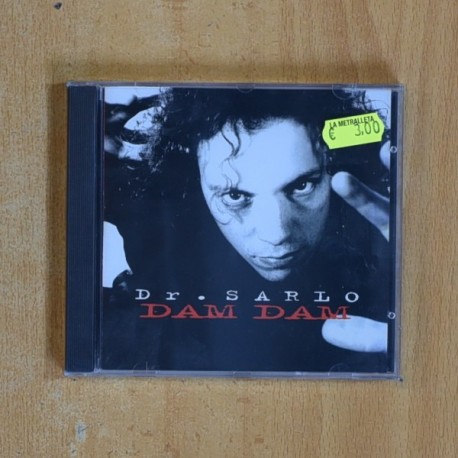 LA METRALLETA
€ 3,00
Dr. SARLO
DAM DAM